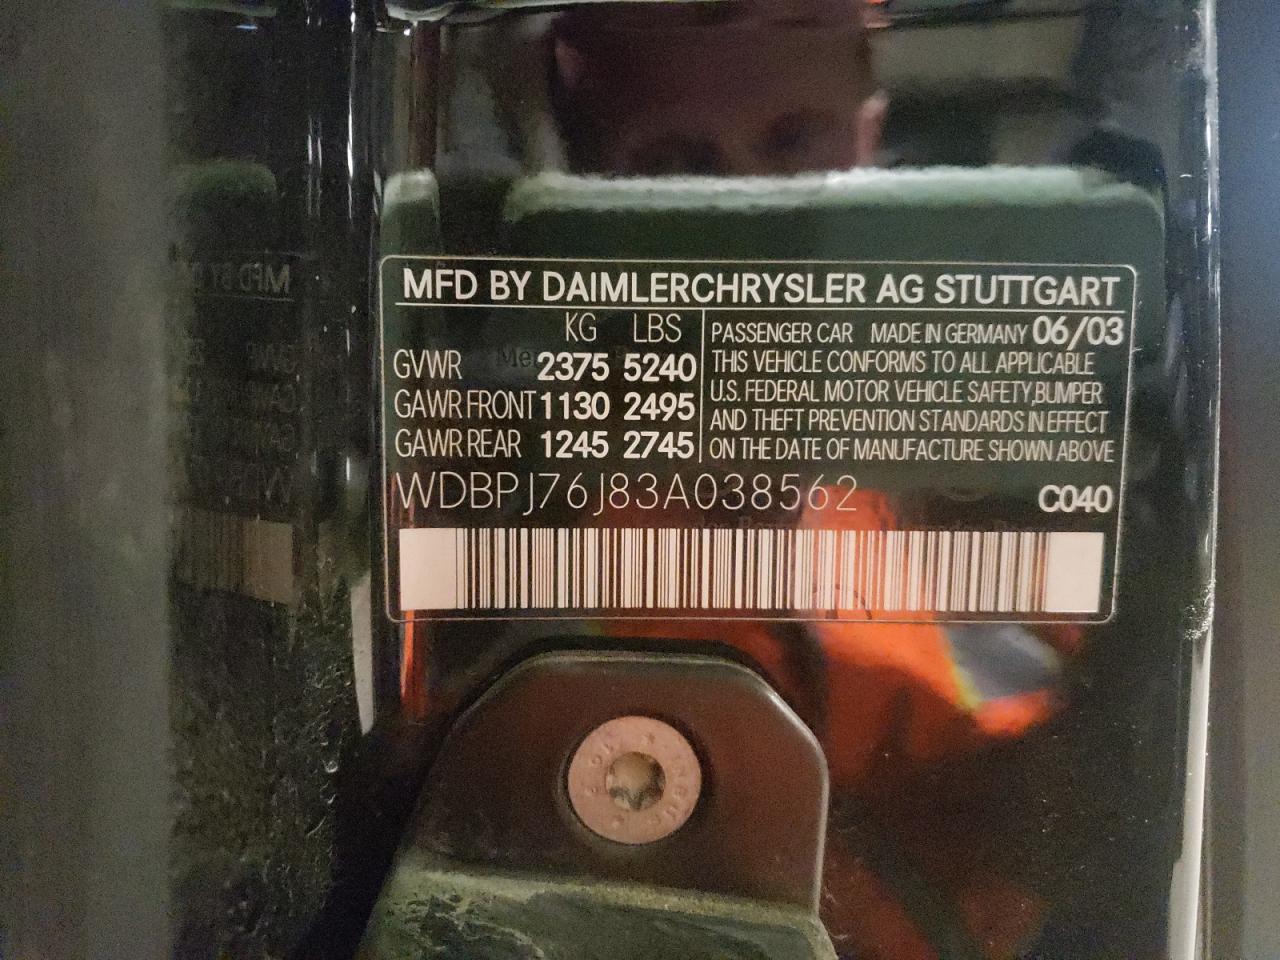 MFD BY DAIMLERCHRYSLER AG STUTTGART
KG LBS
GVWR 2375 5240
GAWR FRONT 1130 2495
GAWR REAR 1245 2745
PASSENGER CAR MADE IN GERMANY 06/03
THIS VEHICLE CONFORMS TO ALL APPLICABLE
U.S. FEDERAL MOTOR VEHICLE SAFETY,BUMPER
AND THEFT PREVENTION STANDARDS IN EFFECT
ON THE DATE OF MANUFACTURE SHOWN ABOVE
WDBPJ76J83A038562 C040